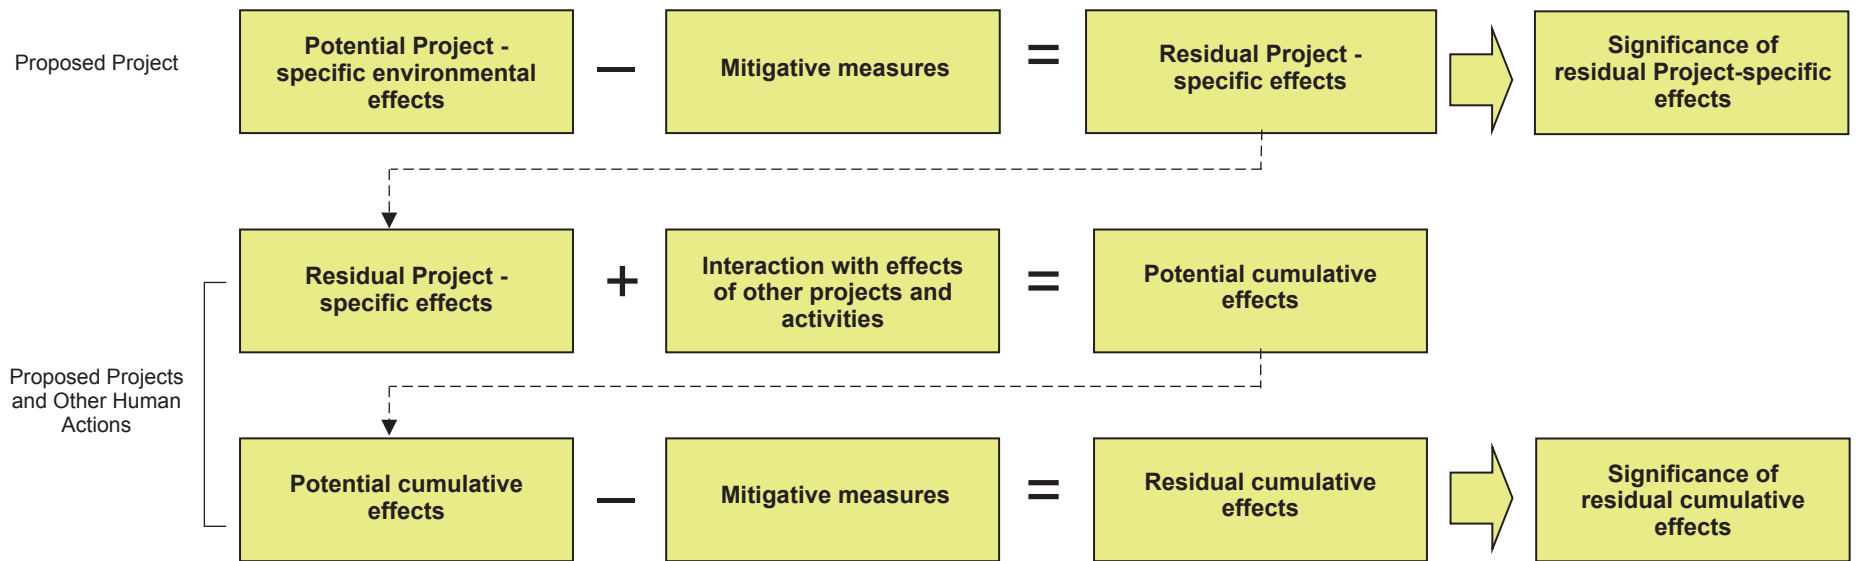 Proposed Project
Potential Project -
specific environmental
effects
—
Mitigative measures
=
Residual Project -
specific effects
Significance of
residual Project-specific
effects
Residual Project -
specific effects
+
Interaction with effects
of other projects and
activities
=
Potential cumulative
effects
Proposed Projects
and Other Human
Actions
Potential cumulative
effects
—
Mitigative measures
=
Residual cumulative
effects
Significance of
residual cumulative
effects